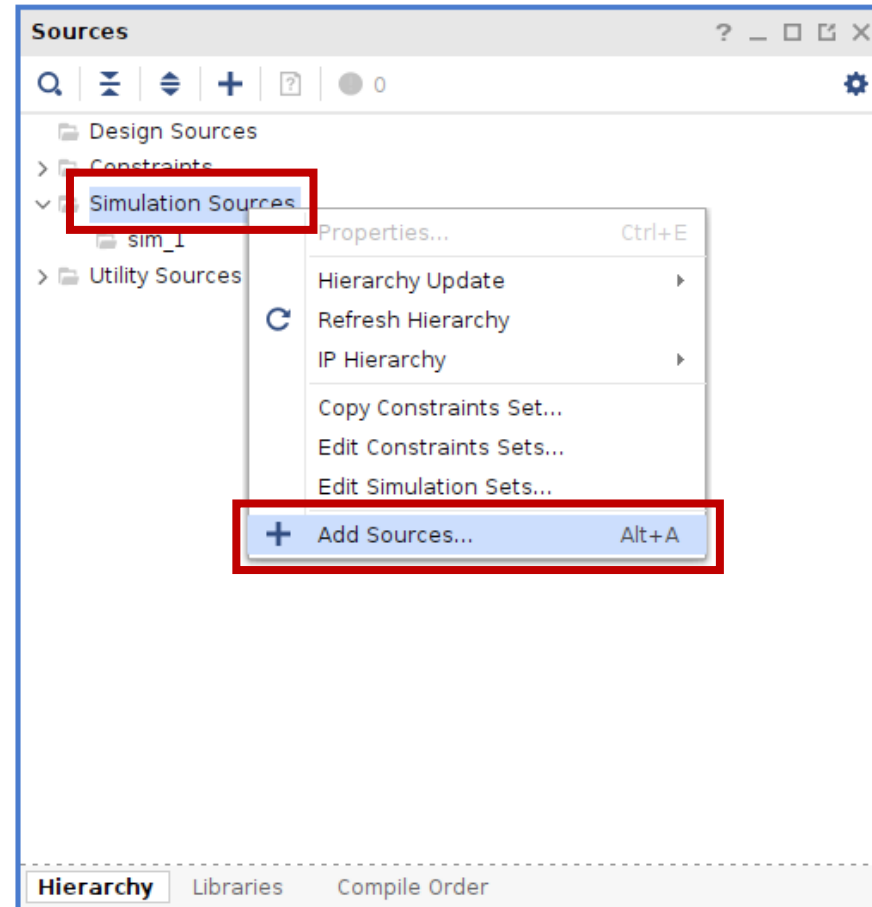 Sources
0
Design Sources
Constraints
Simulation Sources
sim_1
Utility Sources
Properties... Ctrl+E
Hierarchy Update
Refresh Hierarchy
IP Hierarchy
Copy Constraints Set...
Edit Constraints Sets...
Edit Simulation Sets...
Add Sources... Alt+A
Hierarchy Libraries Compile Order